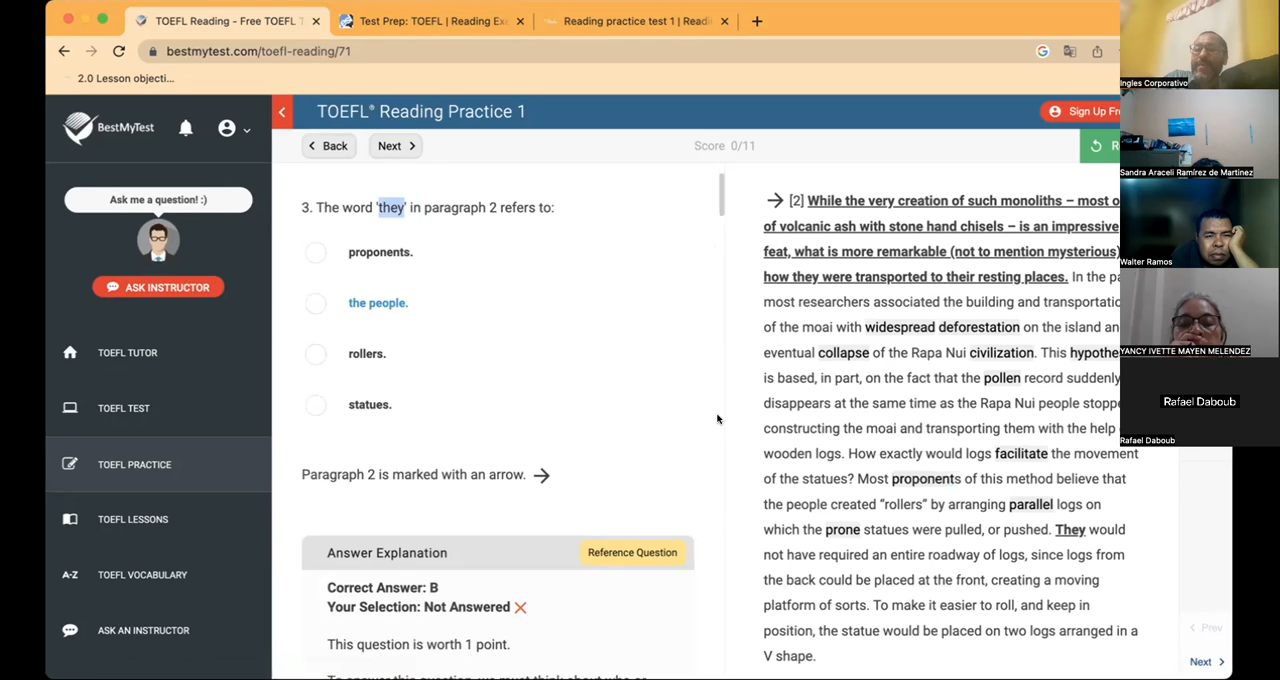 TOEFL Reading - Free TOEFL T
Test Prep: TOEFL | Reading Exe
Reading practice test 1 | Readi
bestmytest.com/toefl-reading/71
2.0 Lesson objecti...
BestMyTest
Ask me a question! :)
ASK INSTRUCTOR
TOEFL TUTOR
TOEFL TEST
TOEFL PRACTICE
TOEFL LESSONS
A-Z TOEFL VOCABULARY
ASK AN INSTRUCTOR
TOEFL® Reading Practice 1
Sign Up Fr
Back
Next
Score 0/11
R
3. The word 'they' in paragraph 2 refers to:
proponents.
the people.
rollers.
statues.
Paragraph 2 is marked with an arrow.
Answer Explanation
Reference Question
Correct Answer: B
Your Selection: Not Answered
This question is worth 1 point.
To answer this question, we must think about who or
[2] While the very creation of such monoliths – most o
of volcanic ash with stone hand chisels – is an impressive
feat, what is more remarkable (not to mention mysterious)
how they were transported to their resting places. In the pa
most researchers associated the building and transportatio
of the moai with widespread deforestation on the island an
eventual collapse of the Rapa Nui civilization. This hypothe
is based, in part, on the fact that the pollen record suddenly
disappears at the same time as the Rapa Nui people stoppe
constructing the moai and transporting them with the help
wooden logs. How exactly would logs facilitate the movement
of the statues? Most proponents of this method believe that
the people created "rollers" by arranging parallel logs on
which the prone statues were pulled, or pushed. They would
not have required an entire roadway of logs, since logs from
the back could be placed at the front, creating a moving
platform of sorts. To make it easier to roll, and keep in
position, the statue would be placed on two logs arranged in a
V shape.
Prev
Next
Ingles Corporativo
Sandra Araceli Ramírez de Martinez
Walter Ramos
YANCY IVETTE MAYEN MELENDEZ
Rafael Daboub
Rafael Daboub